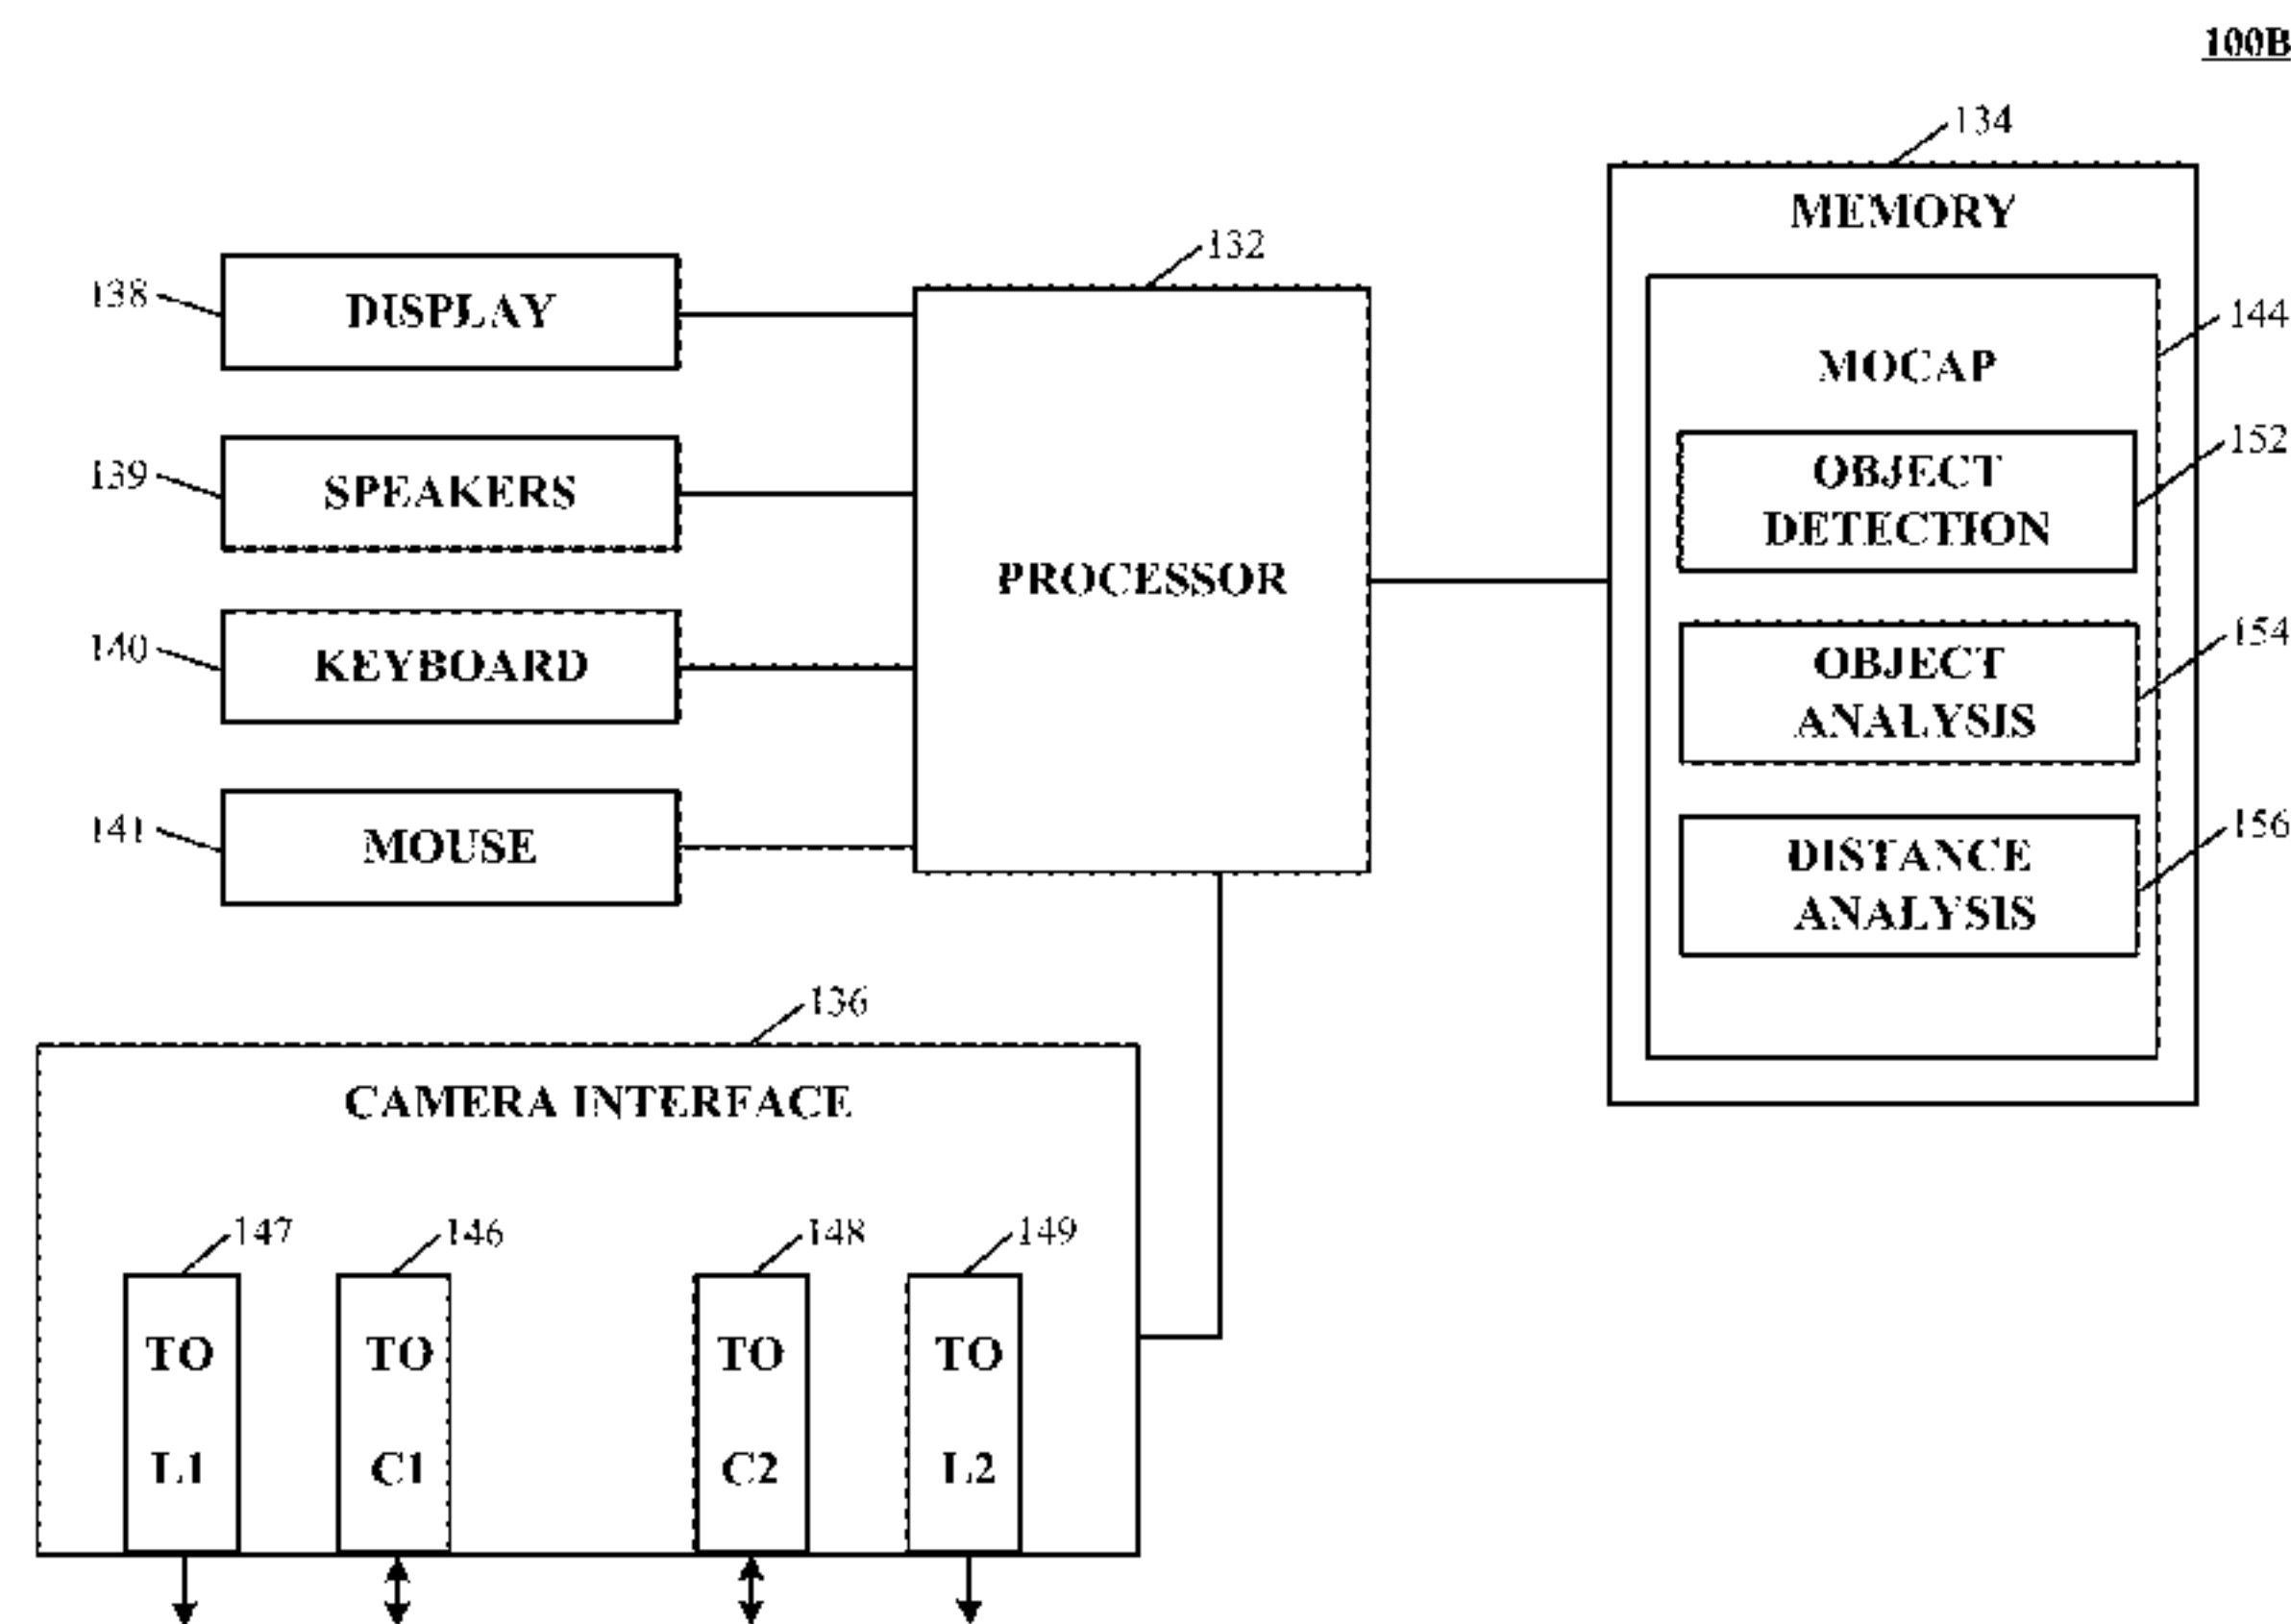 100B
134
MEMORY
132
138
DISPLAY
144
MOCAP
152
OBJECT
DETECTION
139
SPEAKERS
PROCESSOR
140
KEYBOARD
154
OBJECT
ANALYSIS
141
MOUSE
156
DISTANCE
ANALYSIS
136
CAMERA INTERFACE
147
146
148
149
TO
L1
TO
C1
TO
C2
TO
L2